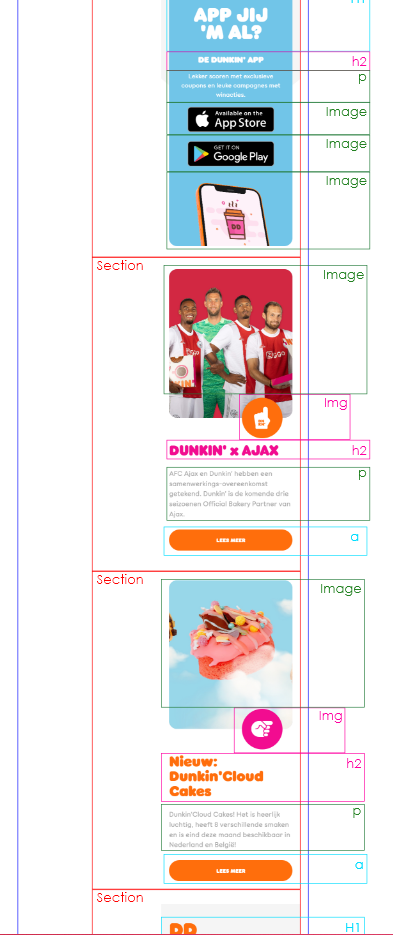 H1
APP JIJ
'M AL?
DE DUNKIN' APP
h2
Lekker scoren met exclusieve
coupons en leuke campagnes met
winacties.
p
Available on the
App Store
Image
GET IT ON
Google Play
Image
Image
DD
Section
Image
Ziggo
Img
DUNKIN' x AJAX
h2
AFC Ajax en Dunkin' hebben een
samenwerkings-overeenkomst
getekend. Dunkin' is de komende drie
seizoenen Official Bakery Partner van
Ajax.
p
LEES MEER
a
Section
Image
Img
Nieuw:
Dunkin'Cloud
Cakes
h2
Dunkin'Cloud Cakes! Het is heerlijk
luchtig, heeft 6 verschillende smaken
en is eind deze maand beschikbaar in
Nederland en België!
p
LEES MEER
a
Section
H1